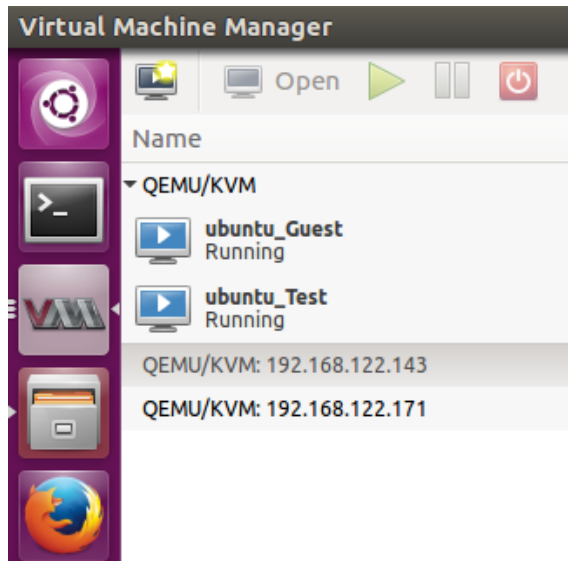 Virtual Machine Manager
Open
Name
QEMU/KVM
ubuntu_Guest
Running
ubuntu_Test
Running
QEMU/KVM: 192.168.122.143
QEMU/KVM: 192.168.122.171